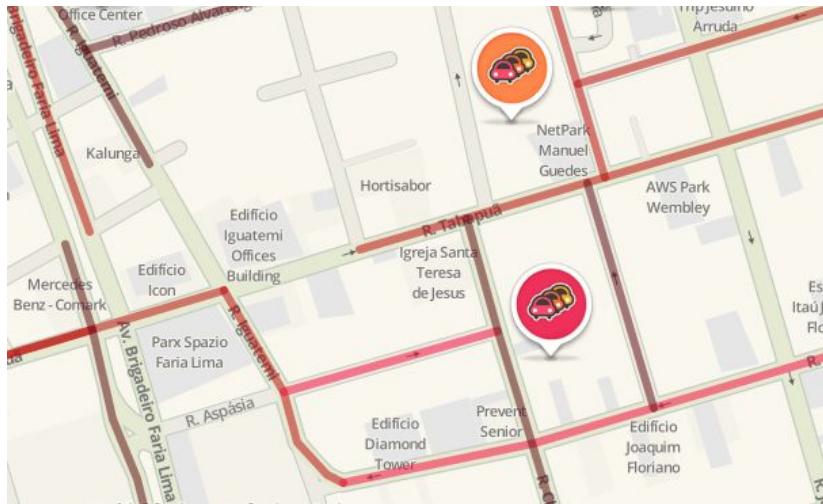 Office Center
R. Pedroso Alvarenga
Arruda
R. Iguatemi
Av. Brigadeiro Faria Lima
Kalunga
NetPark
Manuel
Guedes
Hortisabor
AWS Park
Wembley
R. Tabapuã
Edifício
Iguatemi
Offices
Building
Igreja Santa
Teresa
de Jesus
Edifício
Icon
Mercedes
Benz - Comark
Itaú
R. Iguatemi
Av. Brigadeiro Faria Lima
Parx Spazio
Faria Lima
R. Aspásia
Prevent
Senior
Edifício
Diamond
Tower
Edifício
Joaquim
Floriano